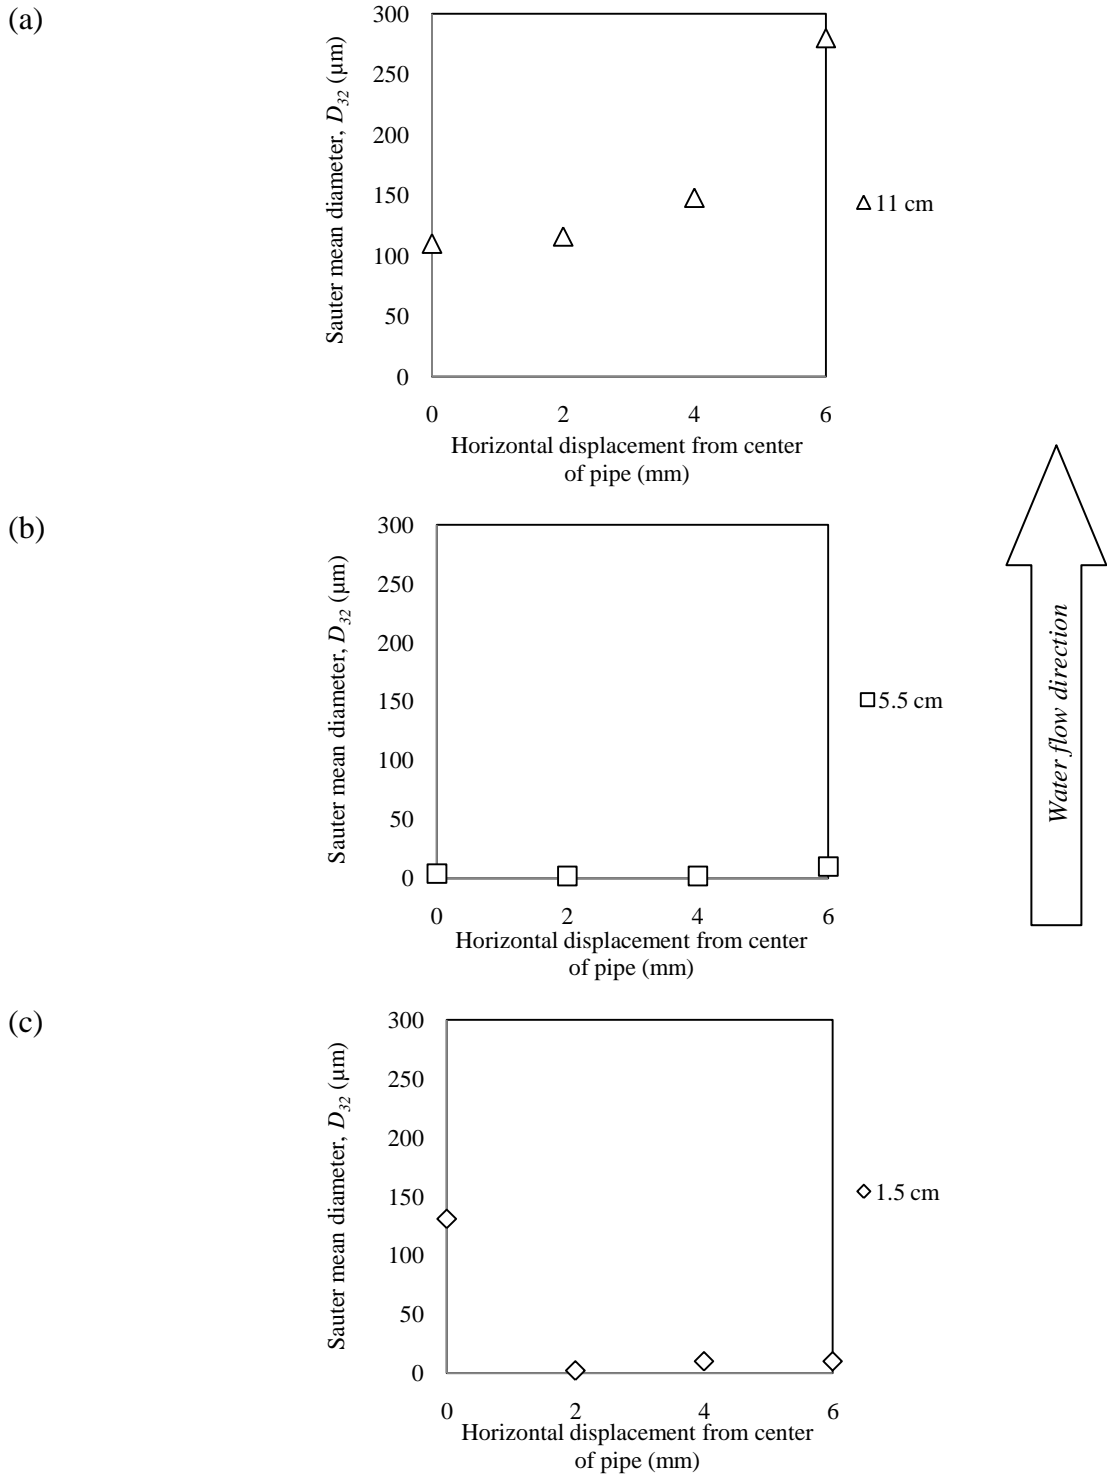 (a)
Sauter mean diameter, D32 (μm)
300
250
200
150
100
50
0
0 2 4 6
Horizontal displacement from center
of pipe (mm)
11 cm
(b)
Sauter mean diameter, D32 (μm)
300
250
200
150
100
50
0
0 2 4 6
Horizontal displacement from center
of pipe (mm)
5.5 cm
Water flow direction
(c)
Sauter mean diameter, D32 (μm)
300
250
200
150
100
50
0
0 2 4 6
Horizontal displacement from center
of pipe (mm)
1.5 cm